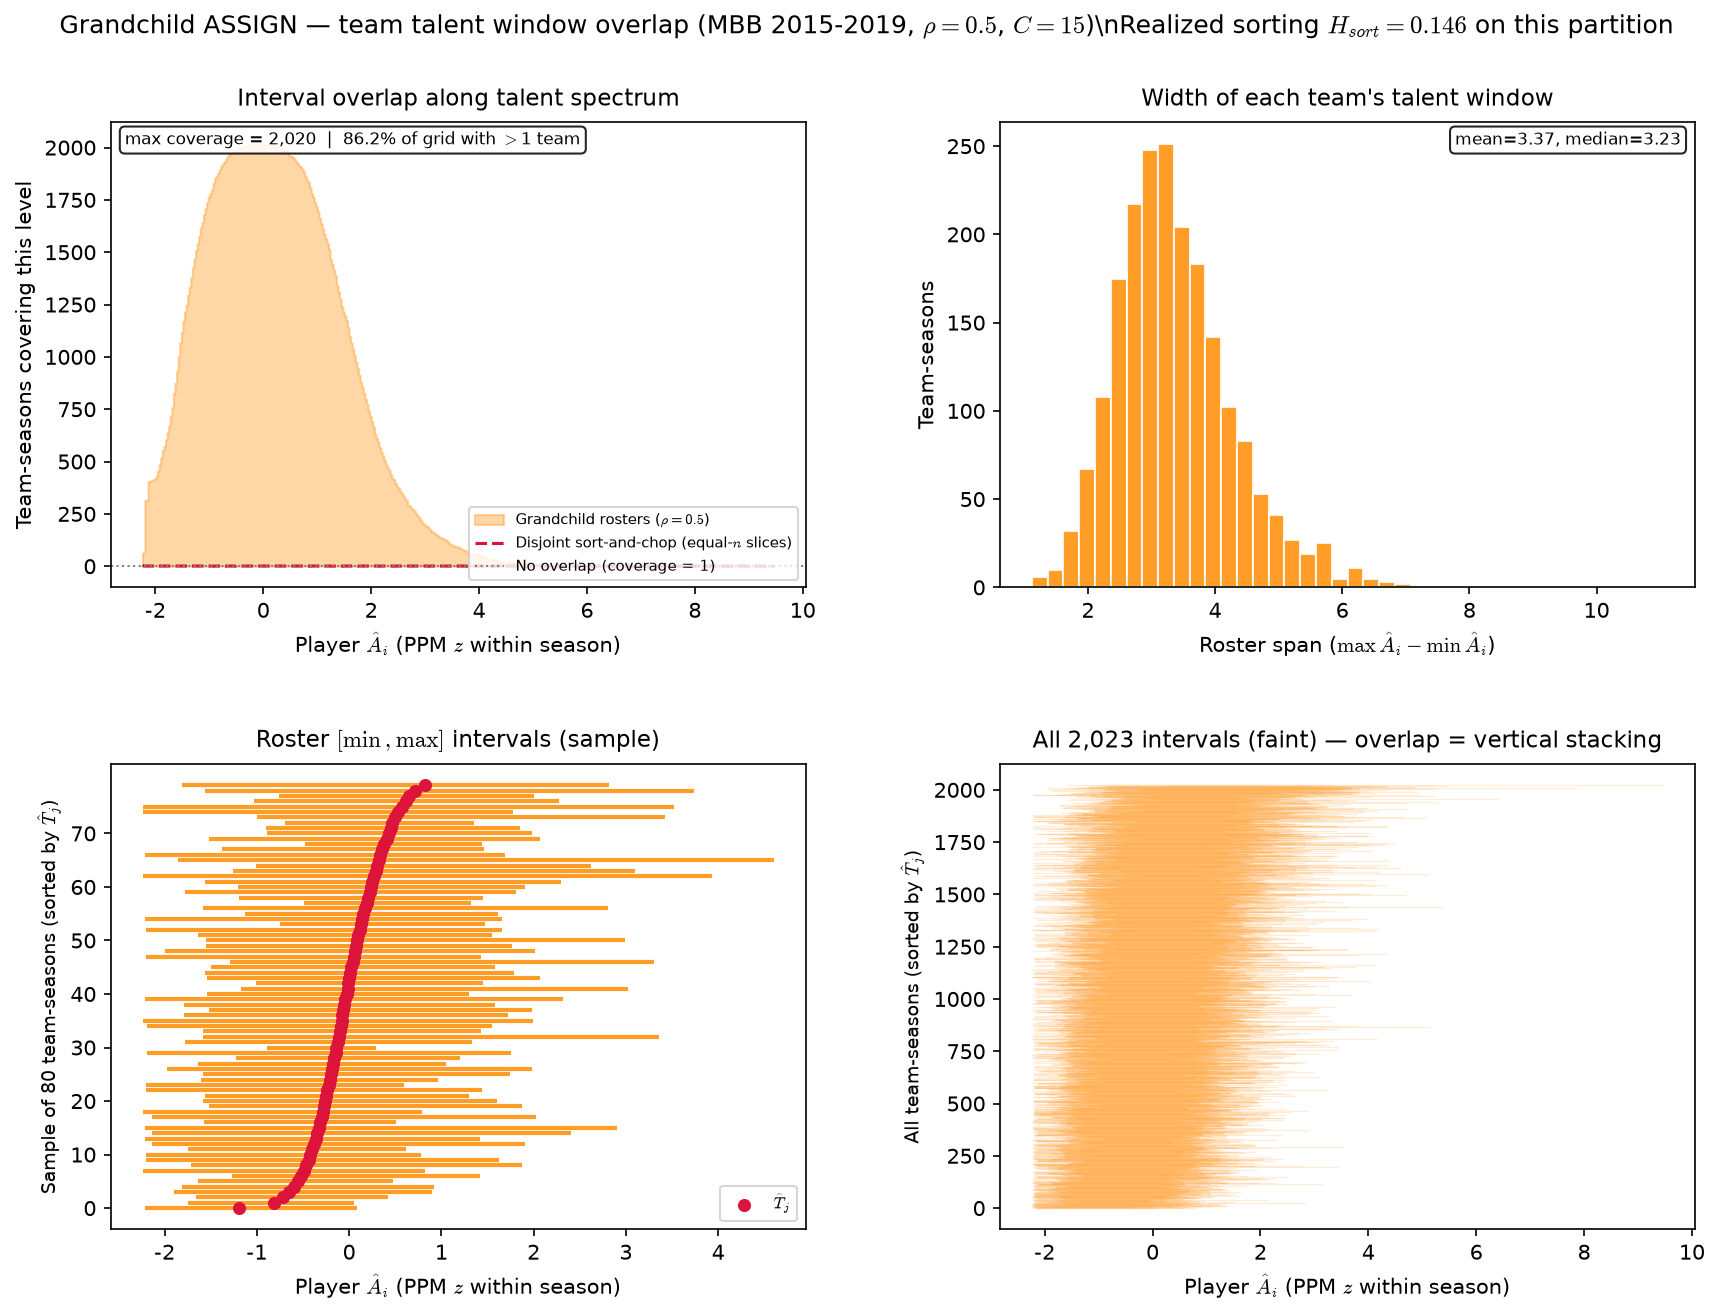 Grandchild ASSIGN — team talent window overlap (MBB 2015-2019, ρ = 0.5, C = 15)\nRealized sorting H_sort = 0.146 on this partition
Interval overlap along talent spectrum
max coverage = 2,020 | 86.2% of grid with > 1 team
Team-seasons covering this level
2000
1750
1500
1250
1000
750
500
250
0
Grandchild rosters (ρ = 0.5)
Disjoint sort-and-chop (equal-n slices)
No overlap (coverage = 1)
-2 0 2 4 6 8 10
Player Â_i (PPM z within season)
Width of each team's talent window
mean=3.37, median=3.23
Team-seasons
250
200
150
100
50
0
2 4 6 8 10
Roster span (max Â_i − min Â_i)
Roster [min, max] intervals (sample)
Sample of 80 team-seasons (sorted by T̂_j)
70
60
50
40
30
20
10
0
T̂_j
-2 -1 0 1 2 3 4
Player Â_i (PPM z within season)
All 2,023 intervals (faint) — overlap = vertical stacking
All team-seasons (sorted by T̂_j)
2000
1750
1500
1250
1000
750
500
250
0
-2 0 2 4 6 8 10
Player Â_i (PPM z within season)